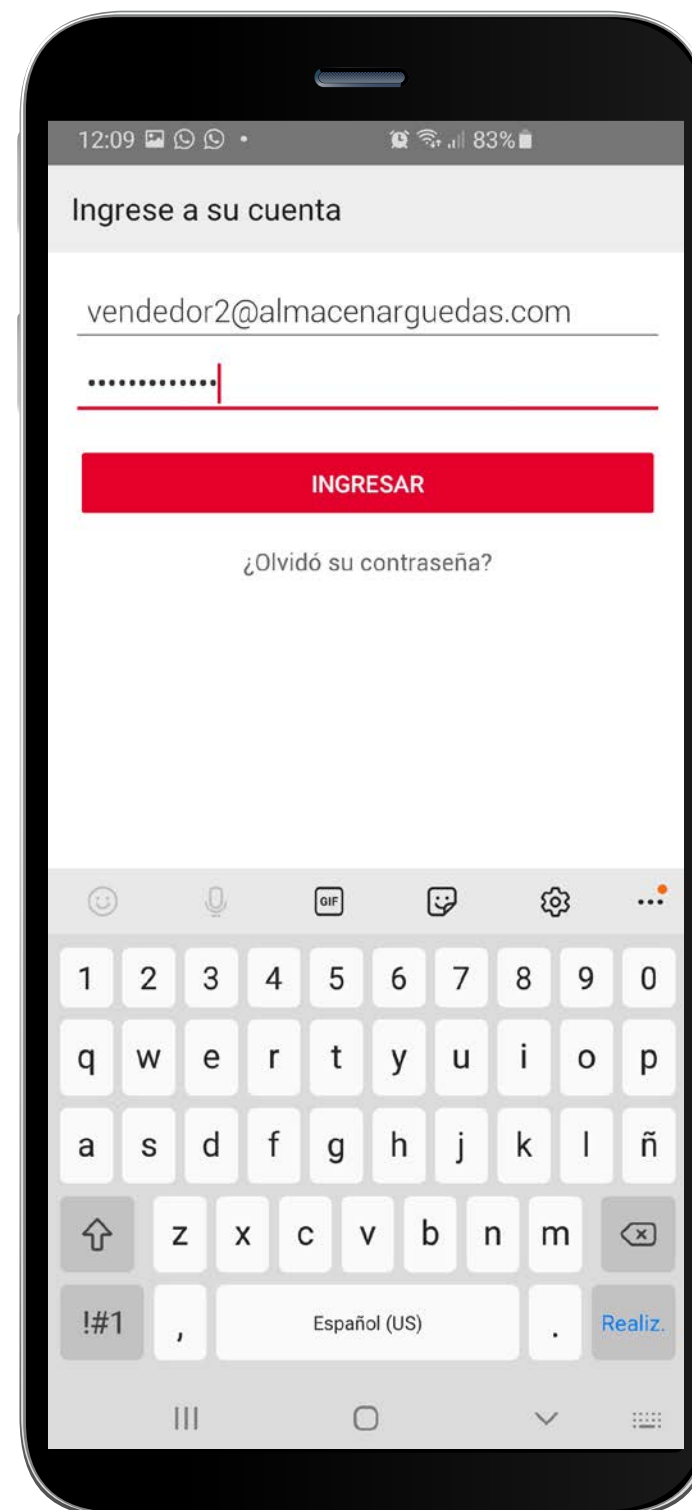 12:09 83%
Ingrese a su cuenta
vendedor2@almacenarguedas.com
••••••••••••••
INGRESAR
¿Olvidó su contraseña?
GIF
1 2 3 4 5 6 7 8 9 0
q w e r t y u i o p
a s d f g h j k l ñ
z x c v b n m
!#1 , Español (US) . Realiz.